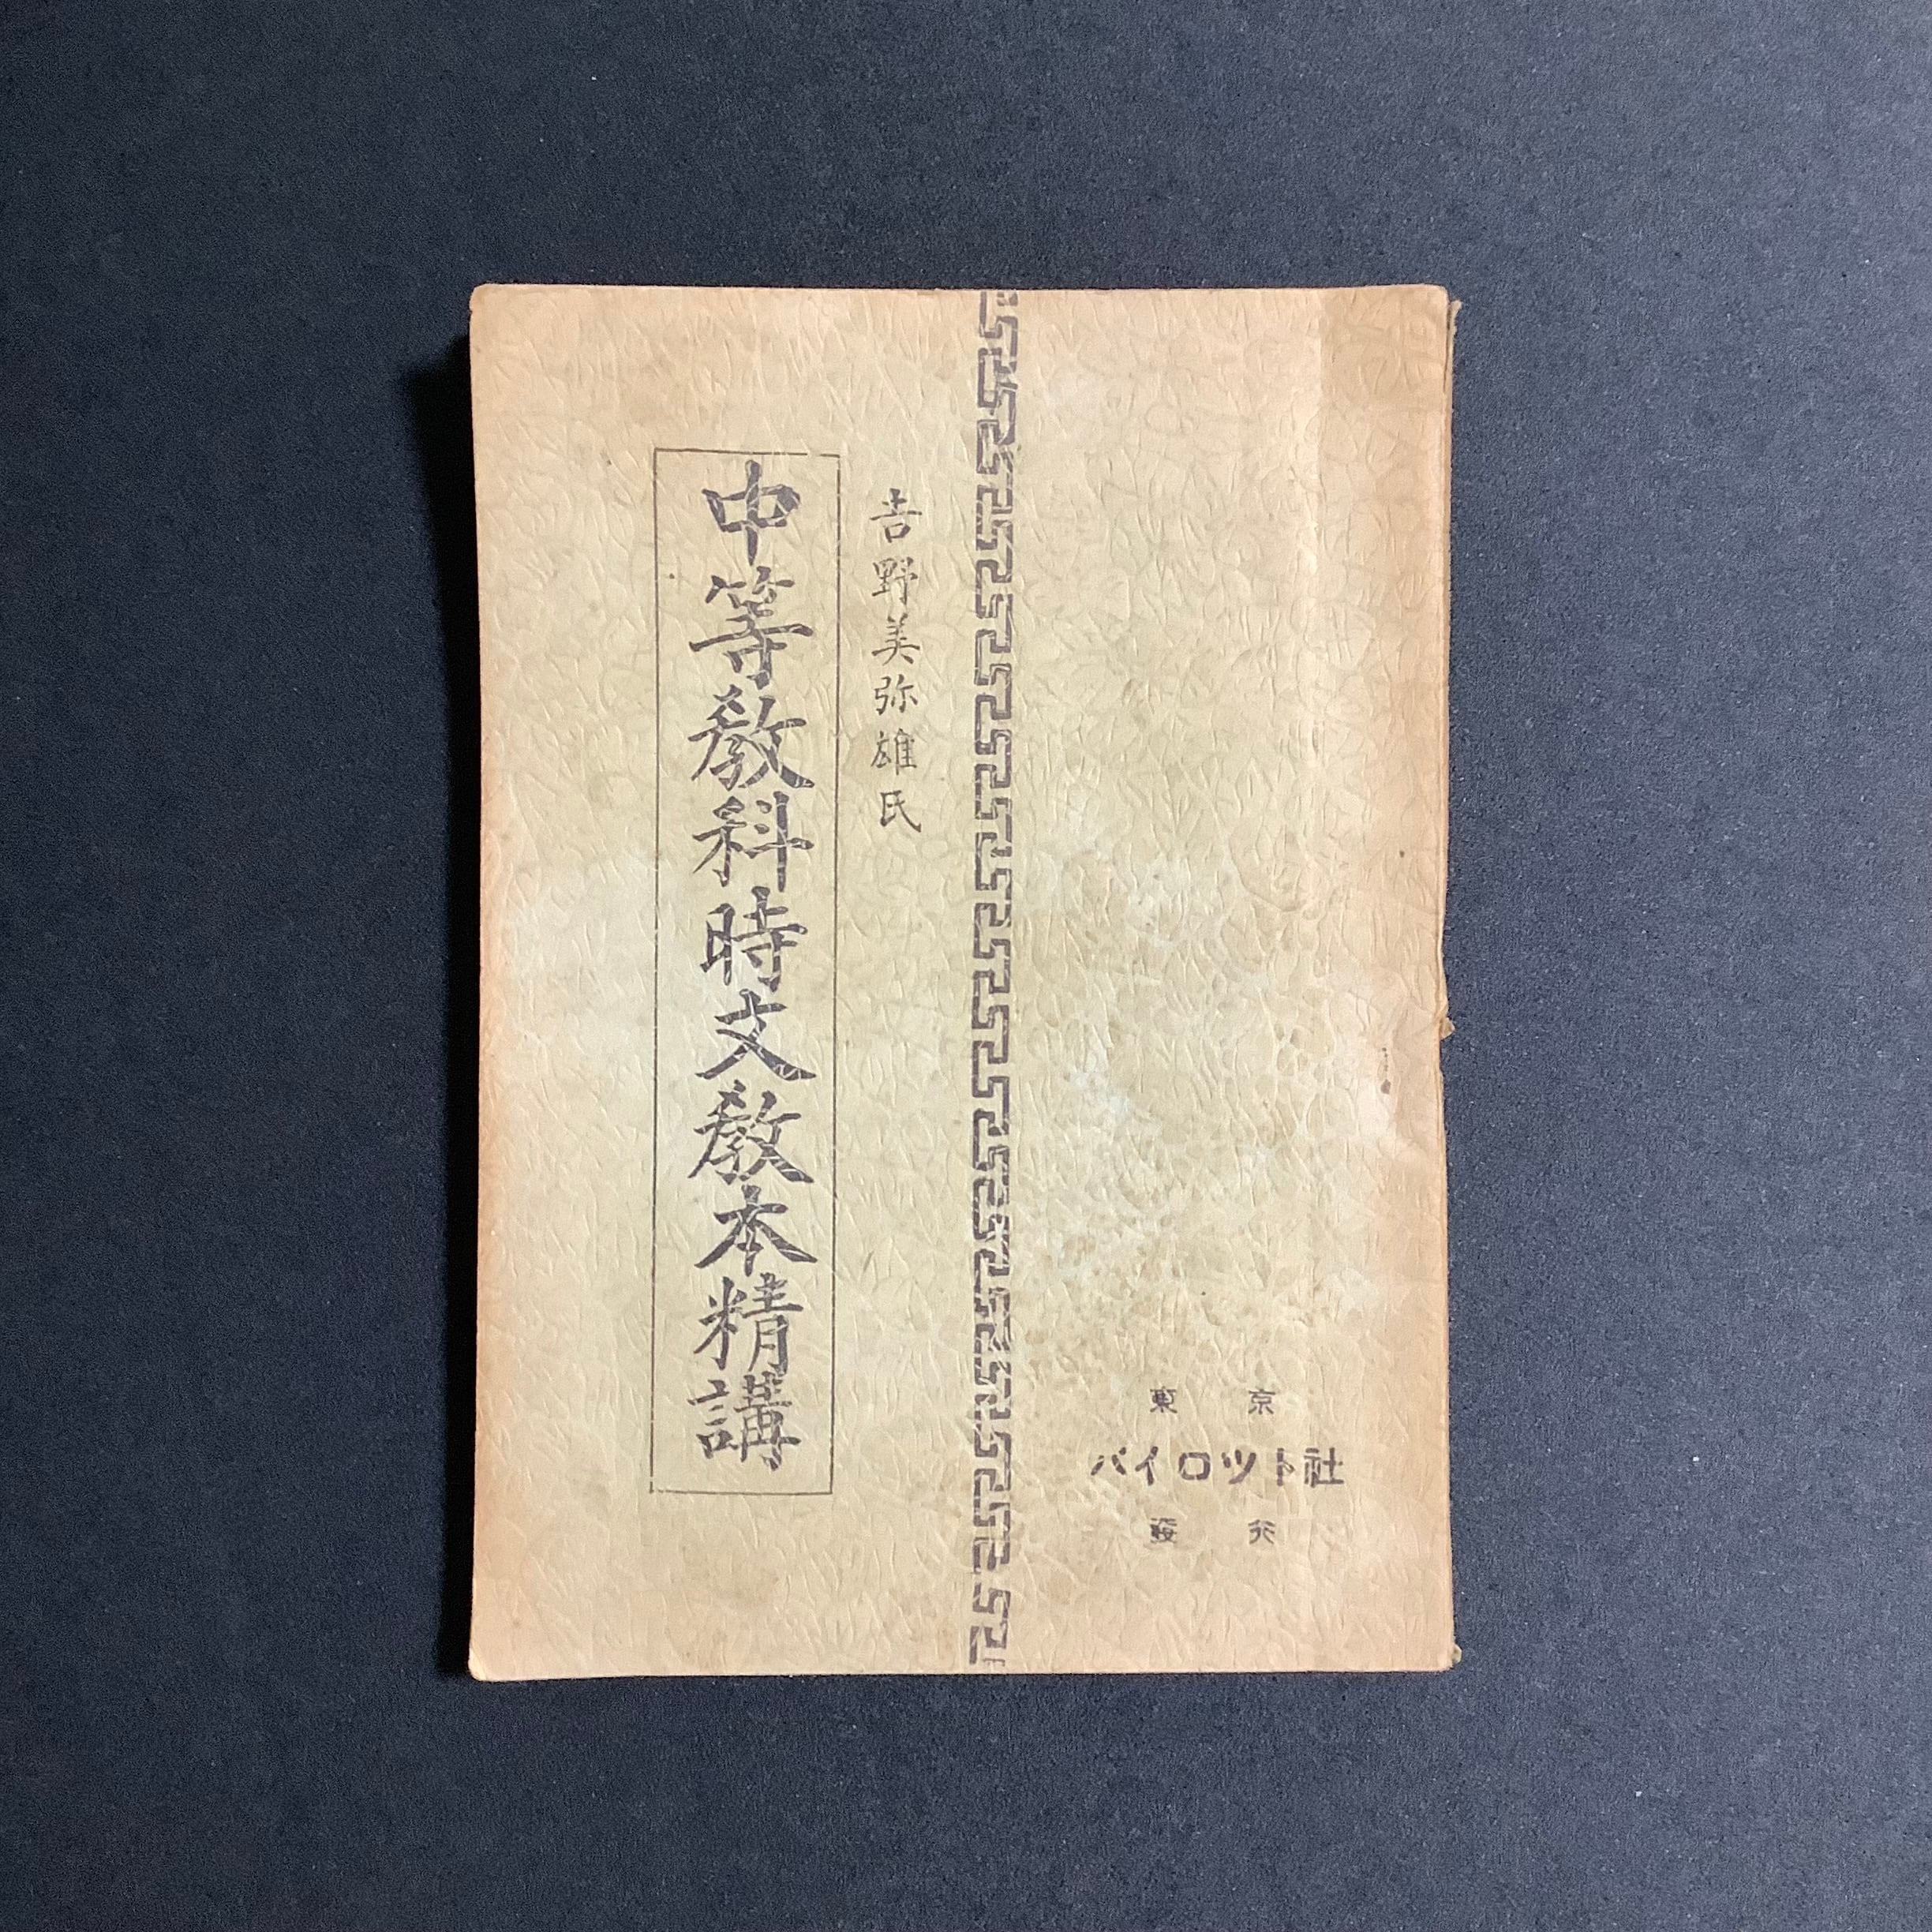 吉野美弥雄氏
中等教科時文教本精講
東京
パイロツト社
發行